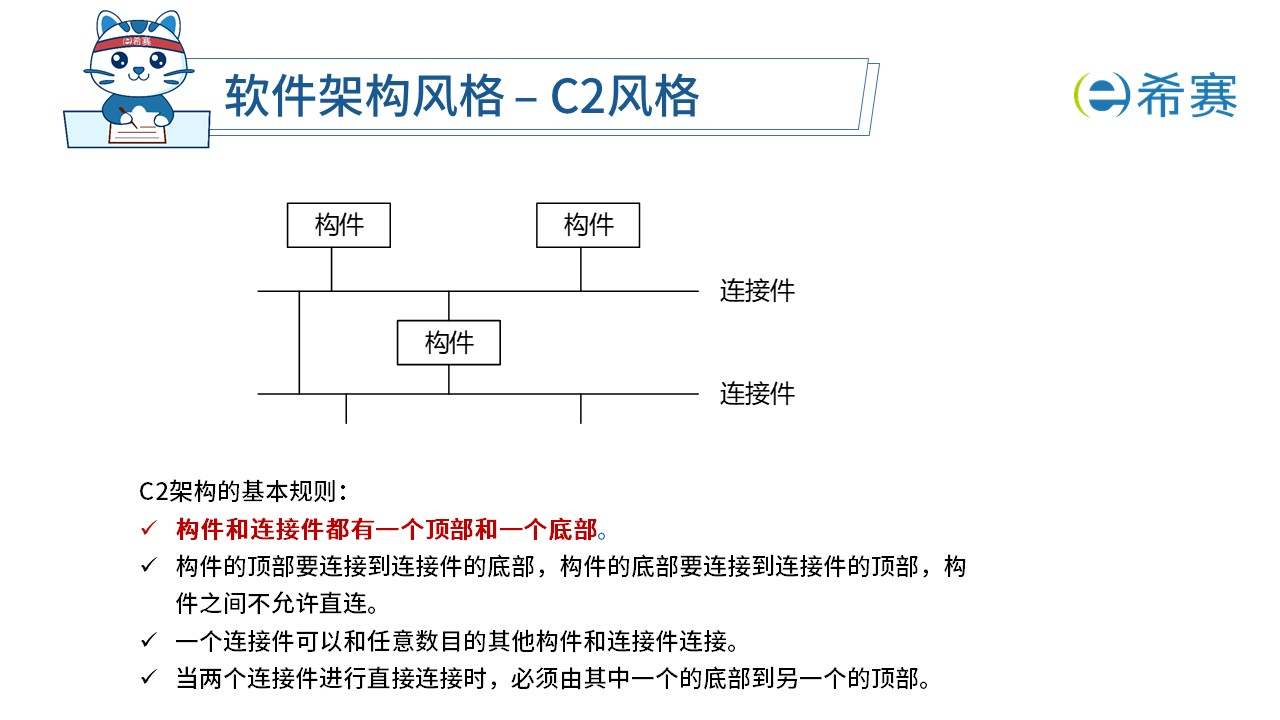 希赛
软件架构风格 – C2风格
希赛
构件
构件
连接件
构件
连接件
C2架构的基本规则：
✓ 构件和连接件都有一个顶部和一个底部。
✓ 构件的顶部要连接到连接件的底部，构件的底部要连接到连接件的顶部，构
件之间不允许直连。
✓ 一个连接件可以和任意数目的其他构件和连接件连接。
✓ 当两个连接件进行直接连接时，必须由其中一个的底部到另一个的顶部。